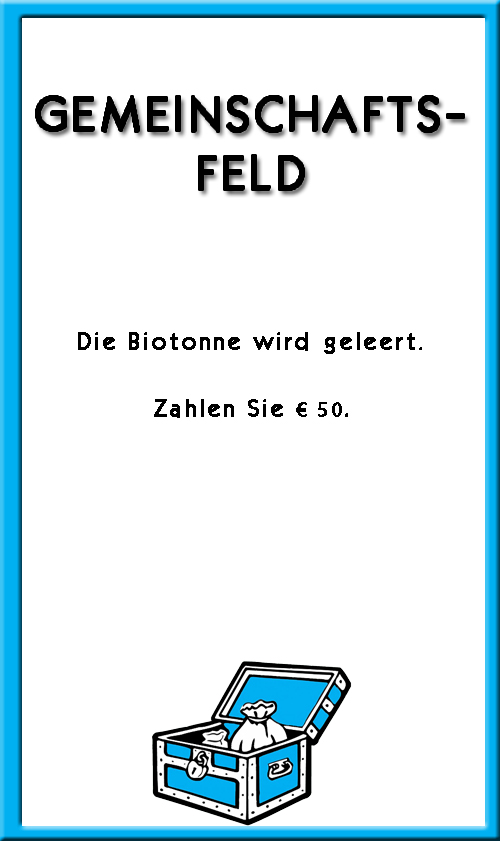 GEMEINSCHAFTS-
FELD
Die Biotonne wird geleert.
Zahlen Sie € 50.